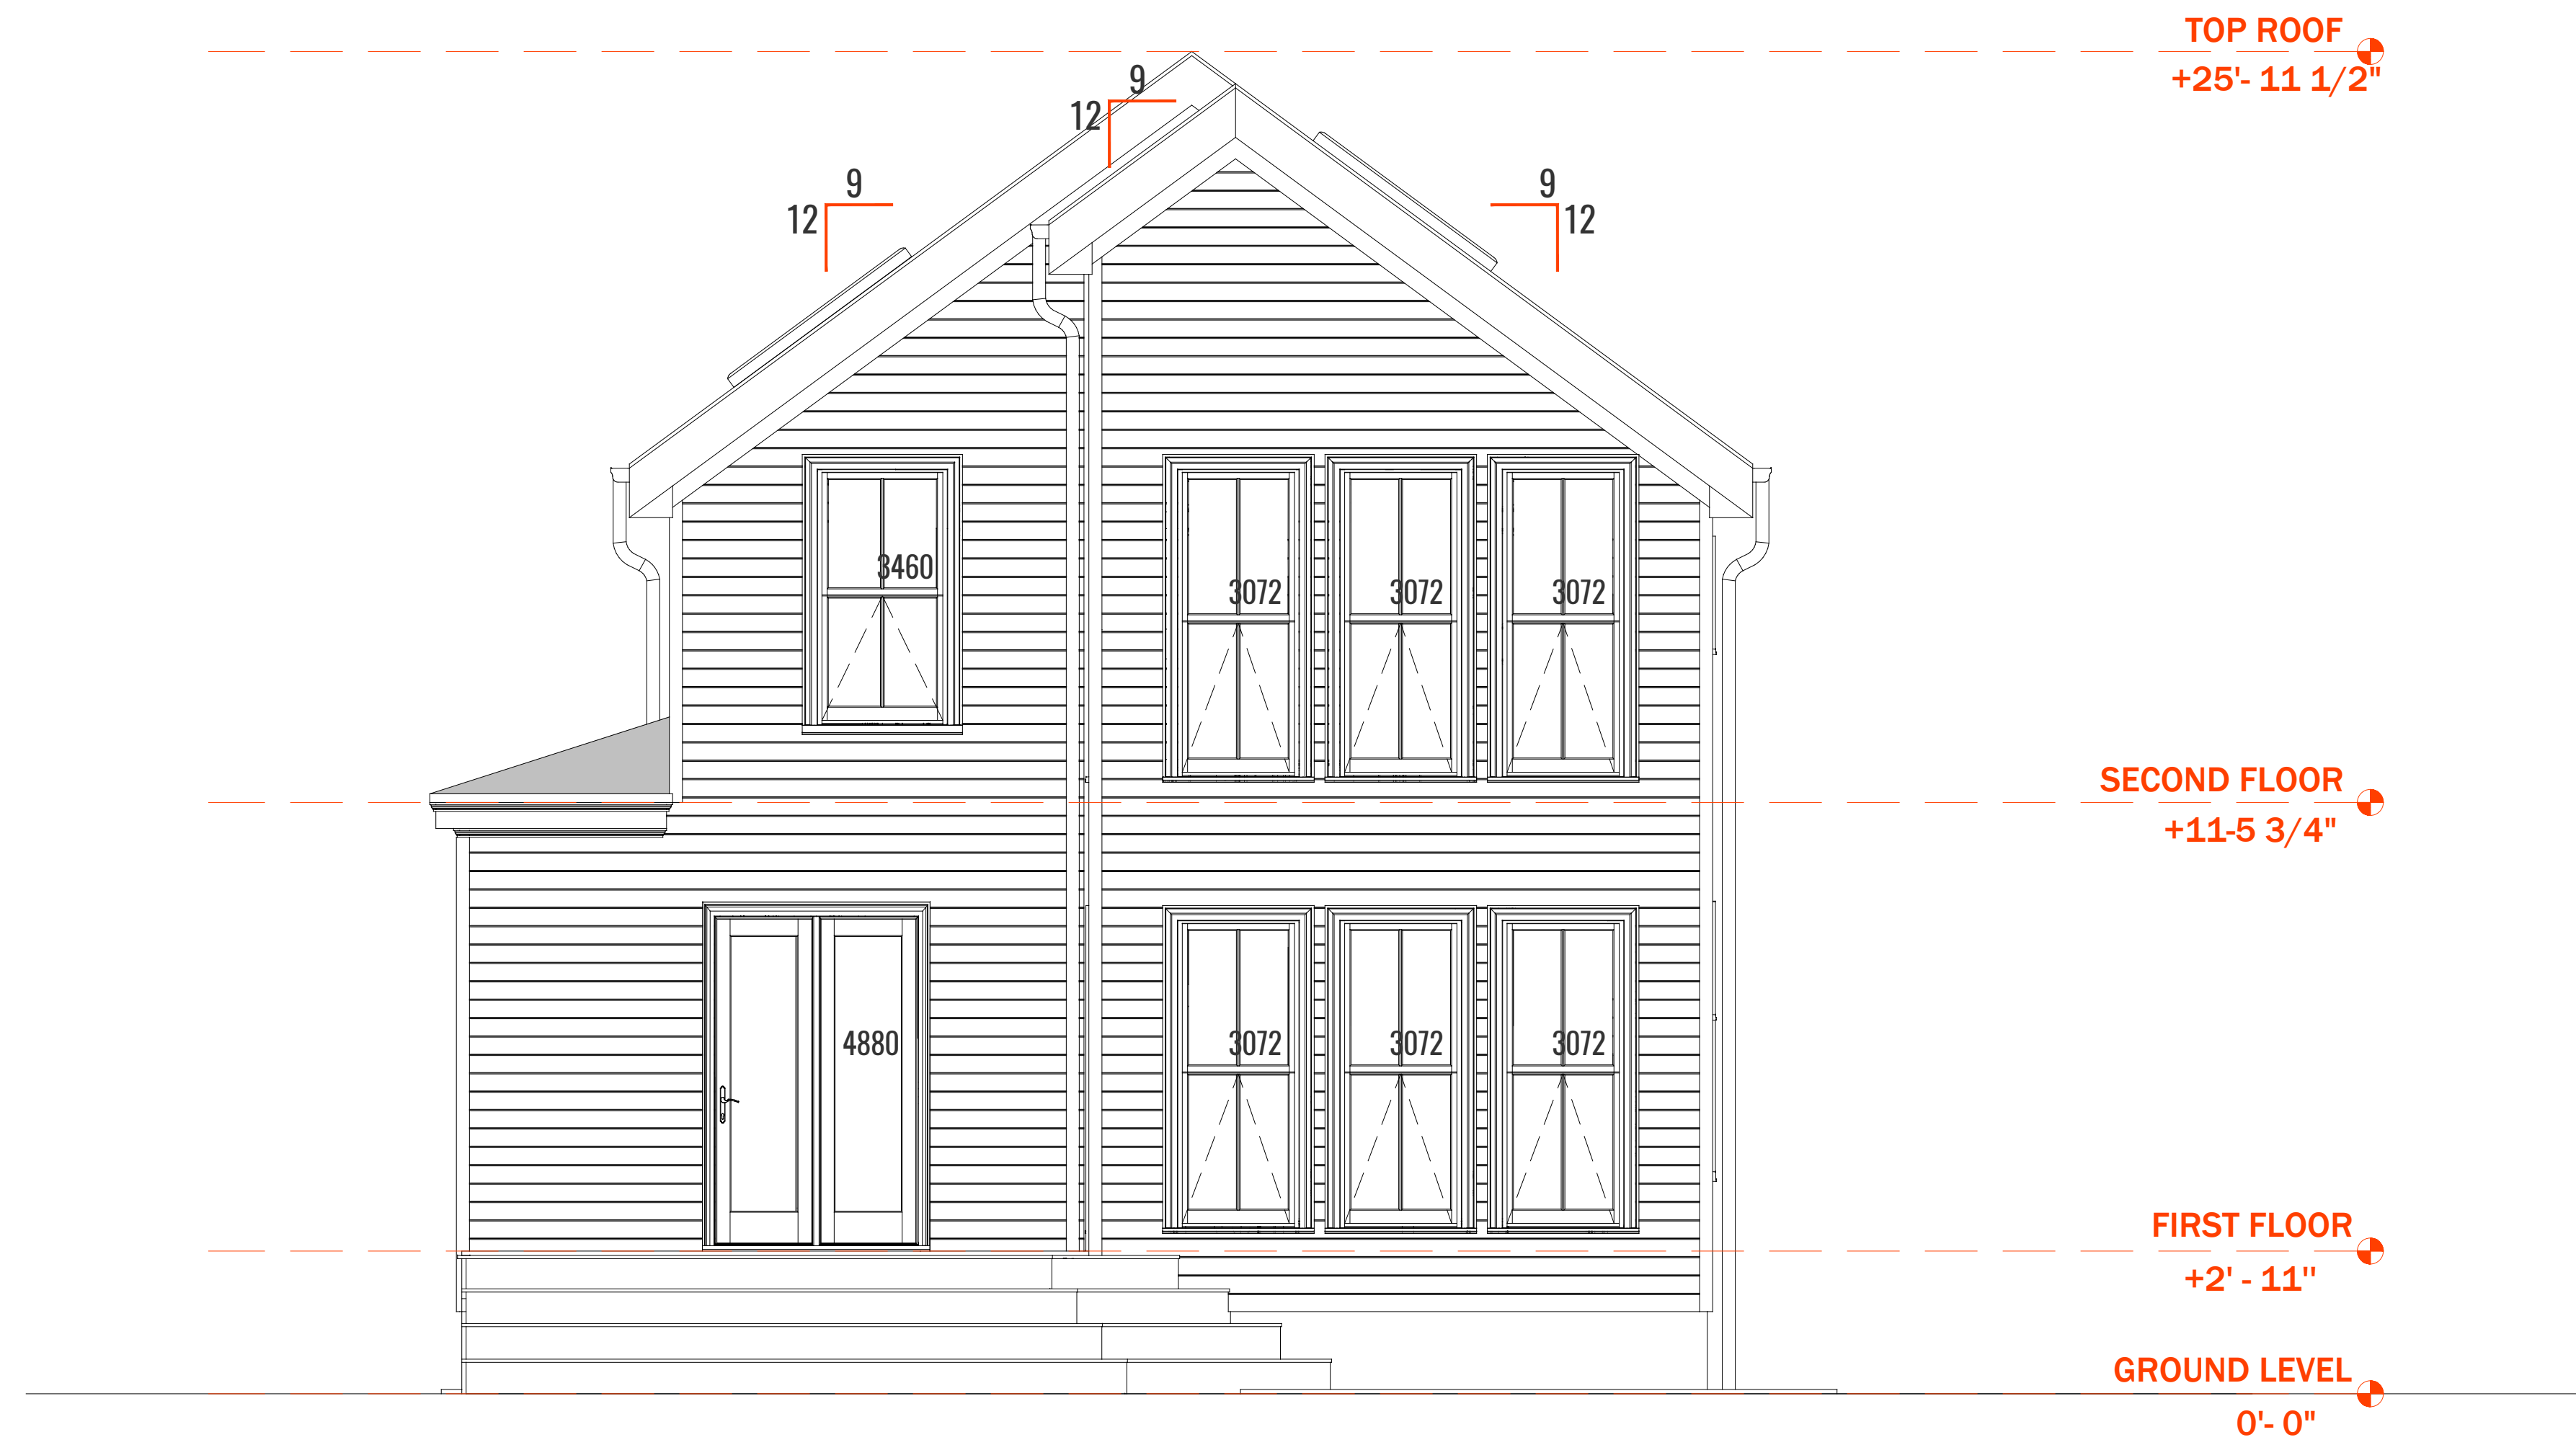 TOP ROOF
+25'- 11 1/2"
9
12
9
12
9
12
3460
3072
3072
3072
SECOND FLOOR
+11-5 3/4"
4880
3072
3072
3072
FIRST FLOOR
+2' - 11"
GROUND LEVEL
0'- 0"